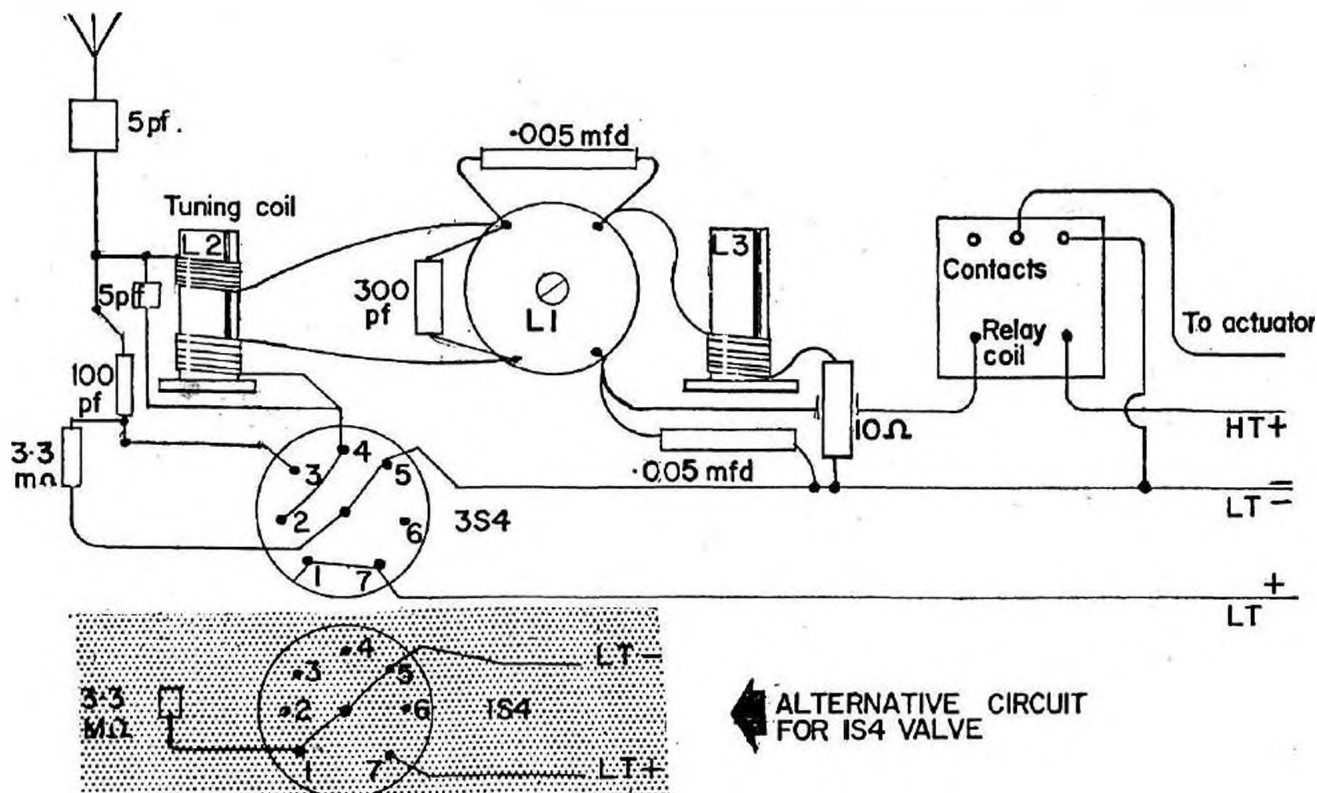 5pf.
·005 mfd
Tuning coil
L2
L3
5pf
300
pf
L1
Contacts
Relay
coil
To actuator
100
pf
3·3
mΩ
10Ω
HT+
4
3
5
·005 mfd
2
6
3S4
LT
-
-
1
7
+
LT
4
3
5
LT-
3·3
MΩ
2
6
1S4
1
7
LT+
ALTERNATIVE CIRCUIT
FOR IS4 VALVE